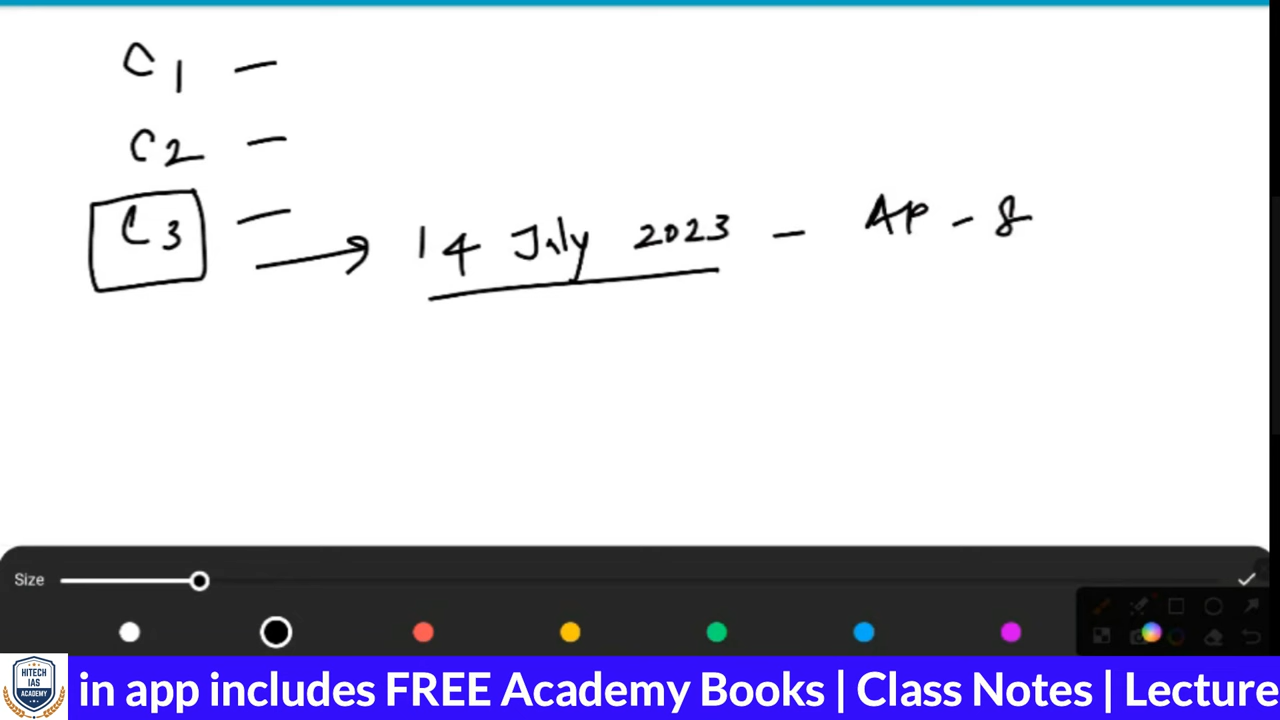 C1 -
C2 -
C3 -
→ 14 July 2023 - AP - 8
Size
HITECH
IAS
ACADEMY
in app includes FREE Academy Books | Class Notes | Lecture